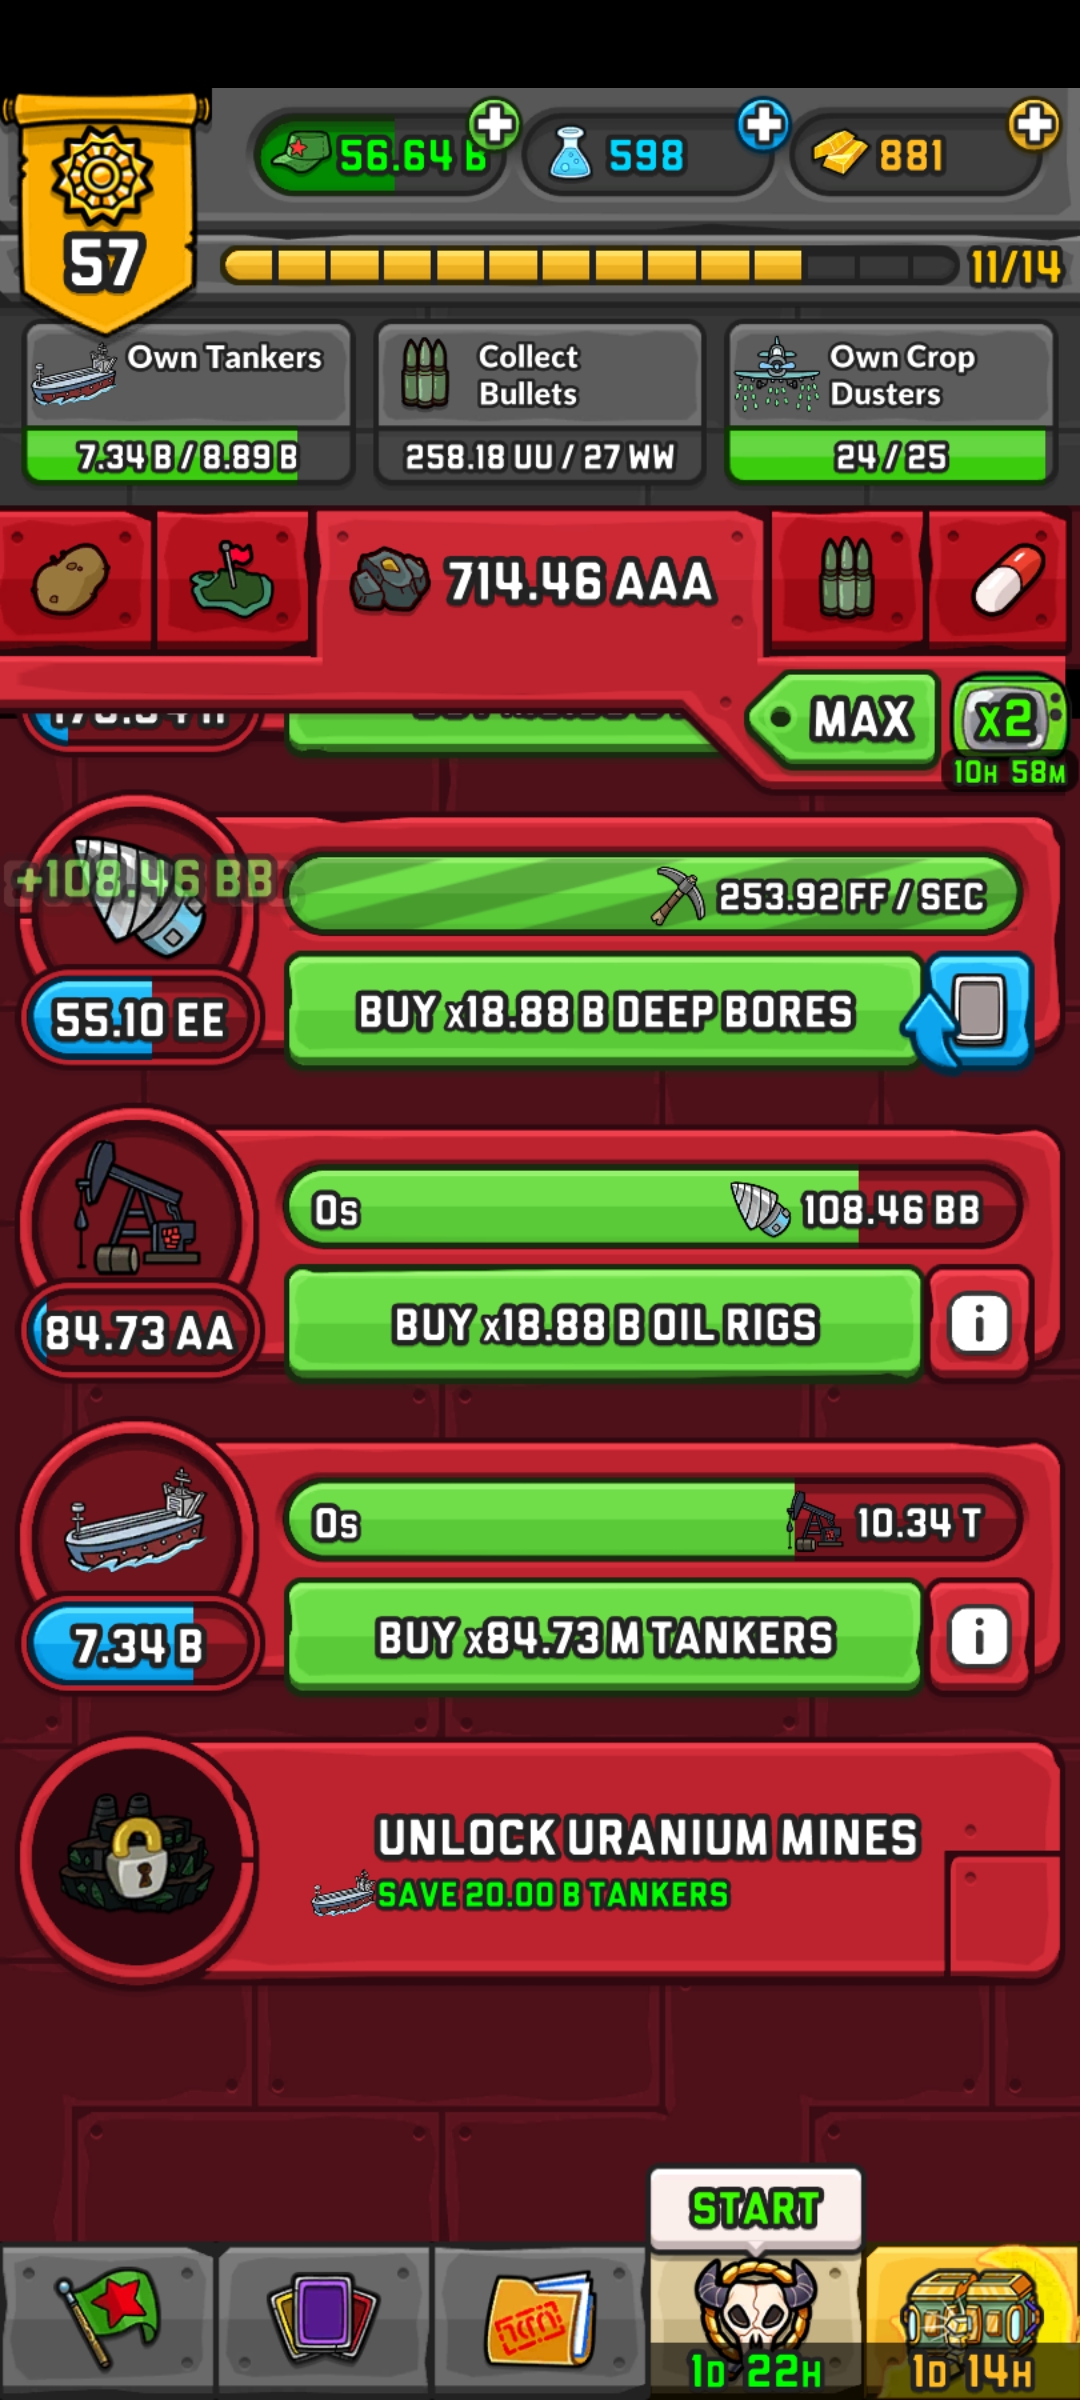 56.64 B
598
881
57
11/14
Own Tankers
7.34 B / 8.89 B
Collect
Bullets
258.18 UU / 27 WW
Own Crop
Dusters
24 / 25
714.46 AAA
MAX
x2
10H 58M
+108.46 BB
253.92 FF / SEC
55.10 EE
BUY x18.88 B DEEP BORES
0s
108.46 BB
84.73 AA
BUY x18.88 B OIL RIGS
i
0s
10.34 T
7.34 B
BUY x84.73 M TANKERS
i
UNLOCK URANIUM MINES
SAVE 20.00 B TANKERS
START
1D 22H
1D 14H